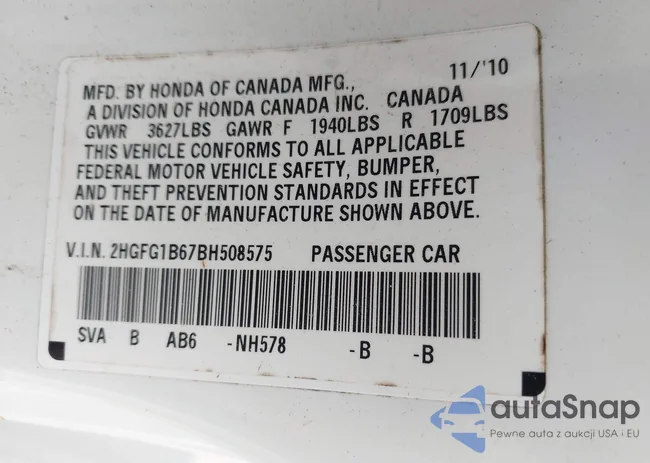 11/'10
MFD. BY HONDA OF CANADA MFG.,
A DIVISION OF HONDA CANADA INC. CANADA
GVWR 3627LBS GAWR F 1940LBS R 1709LBS
THIS VEHICLE CONFORMS TO ALL APPLICABLE
FEDERAL MOTOR VEHICLE SAFETY, BUMPER,
AND THEFT PREVENTION STANDARDS IN EFFECT
ON THE DATE OF MANUFACTURE SHOWN ABOVE.
V.I.N. 2HGFG1B67BH508575 PASSENGER CAR
SVA B AB6 -NH578 -B -B
autaSnap
Pewne auta z aukcji USA i EU